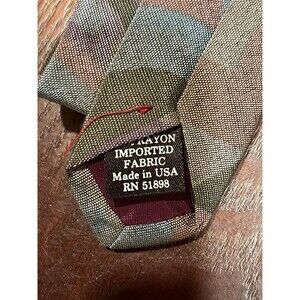 RAYON
IMPORTED
FABRIC
Made in USA
RN 51898